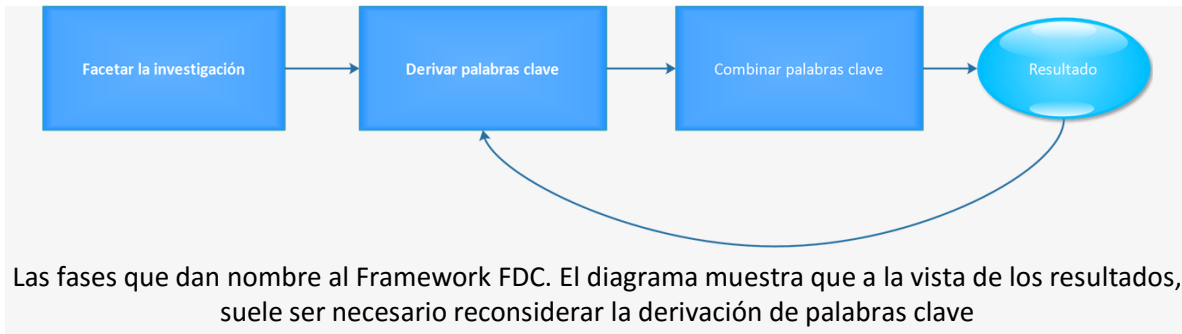 Facetar la investigación
Derivar palabras clave
Combinar palabras clave
Resultado
Las fases que dan nombre al Framework FDC. El diagrama muestra que a la vista de los resultados,
suele ser necesario reconsiderar la derivación de palabras clave